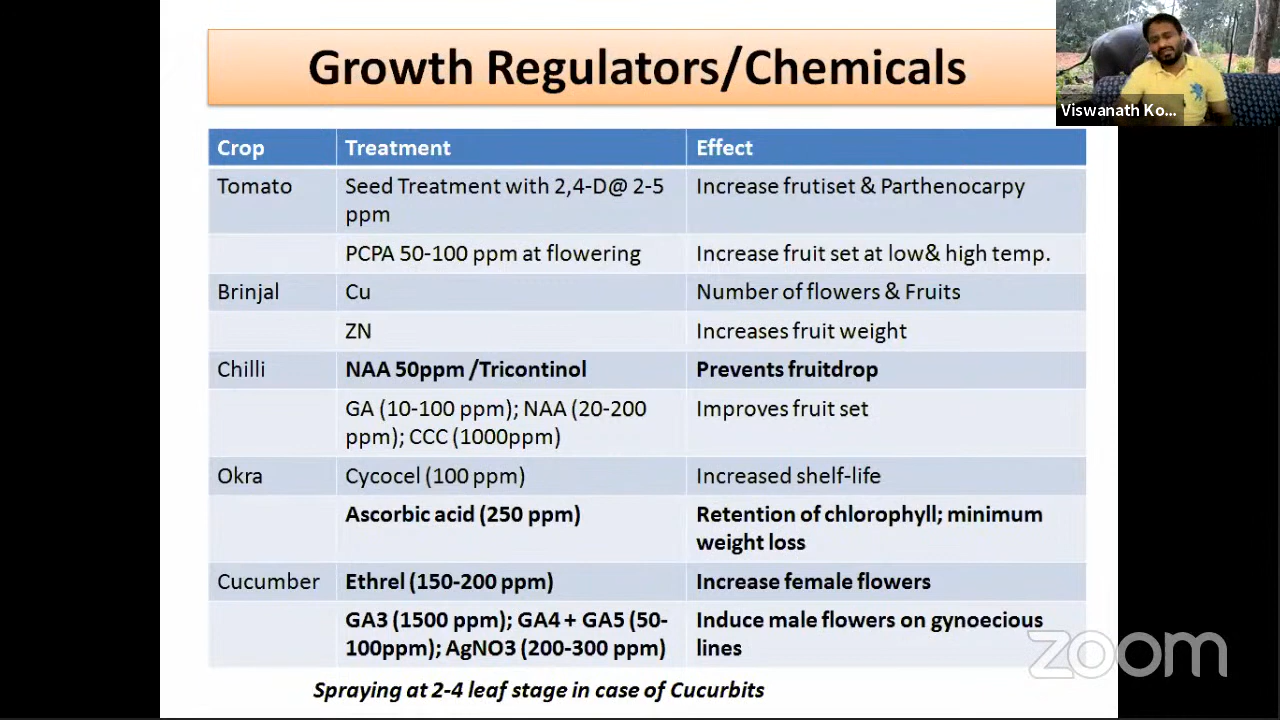 Growth Regulators/Chemicals
Viswanath Ko...
Crop Treatment Effect
Tomato Seed Treatment with 2,4-D@ 2-5 Increase frutiset & Parthenocarpy
ppm
PCPA 50-100 ppm at flowering Increase fruit set at low& high temp.
Brinjal Cu Number of flowers & Fruits
ZN Increases fruit weight
Chilli NAA 50ppm /Tricontinol Prevents fruitdrop
GA (10-100 ppm); NAA (20-200 Improves fruit set
ppm); CCC (1000ppm)
Okra Cycocel (100 ppm) Increased shelf-life
Ascorbic acid (250 ppm) Retention of chlorophyll; minimum
weight loss
Cucumber Ethrel (150-200 ppm) Increase female flowers
GA3 (1500 ppm); GA4 + GA5 (50- Induce male flowers on gynoecious
100ppm); AgNO3 (200-300 ppm) lines
zoom
Spraying at 2-4 leaf stage in case of Cucurbits